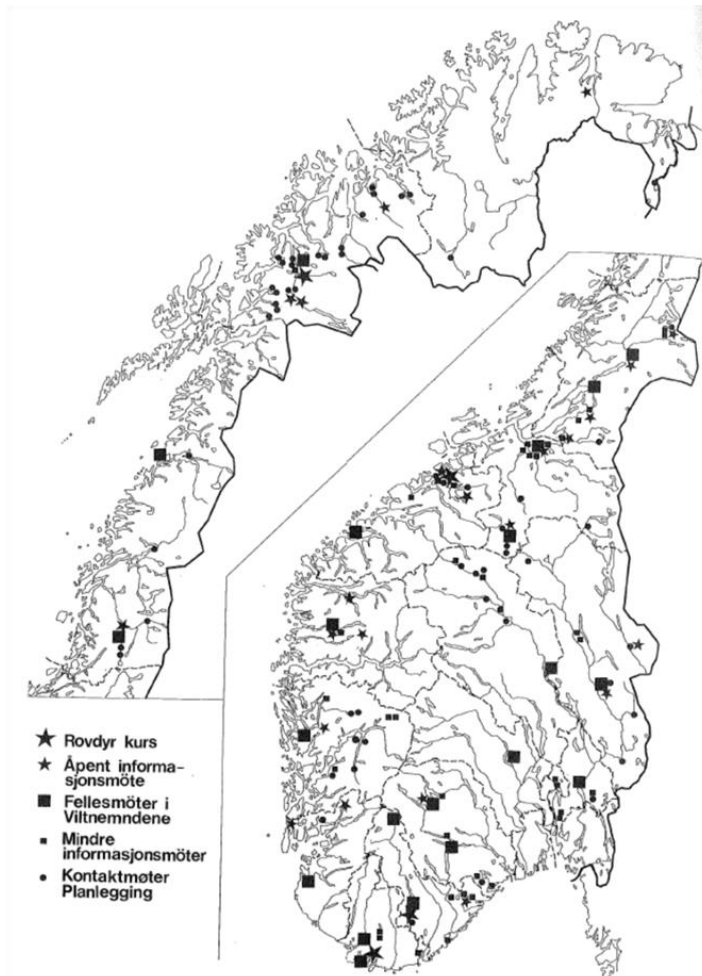 Rovdyr kurs
Åpent informa-
sjonsmöte
Fellesmöter i
Viltnemndene
Mindre
informasjonsmöter
Kontaktmøter
Planlegging